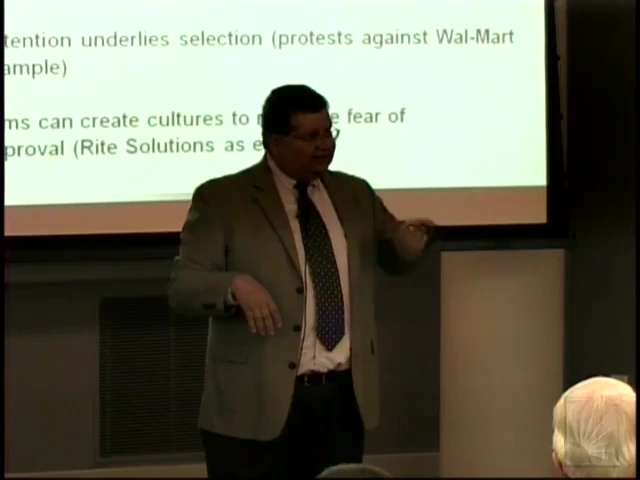 tention underlies selection (protests against Wal-Mart
ample)
ms can create cultures to fear of
proval (Rite Solutions as e